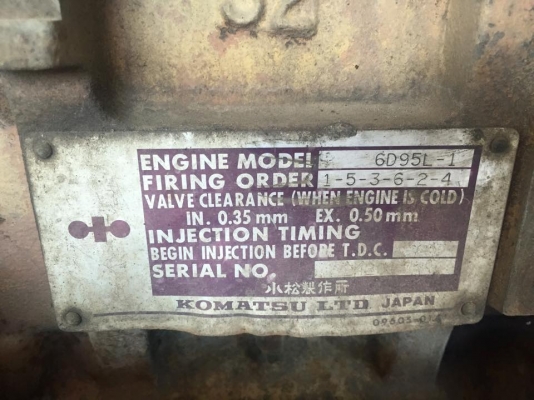 32
ENGINE MODEL 6D95L-1
FIRING ORDER 1-5-3-6-2-4
VALVE CLEARANCE (WHEN ENGINE IS COLD)
IN. 0.35 mm EX. 0.50 mm
INJECTION TIMING
BEGIN INJECTION BEFORE T.D.C.
SERIAL NO.
小松製作所
KOMATSU LTD JAPAN